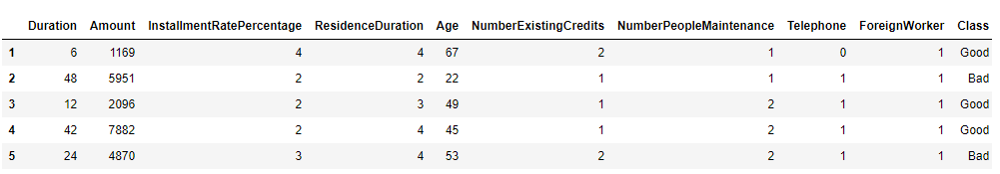 Duration Amount InstallmentRatePercentage ResidenceDuration Age NumberExistingCredits NumberPeopleMaintenance Telephone ForeignWorker Class
1 6 1169 4 4 67 2 1 0 1 Good
2 48 5951 2 2 22 1 1 1 1 Bad
3 12 2096 2 3 49 1 2 1 1 Good
4 42 7882 2 4 45 1 2 1 1 Good
5 24 4870 3 4 53 2 2 1 1 Bad